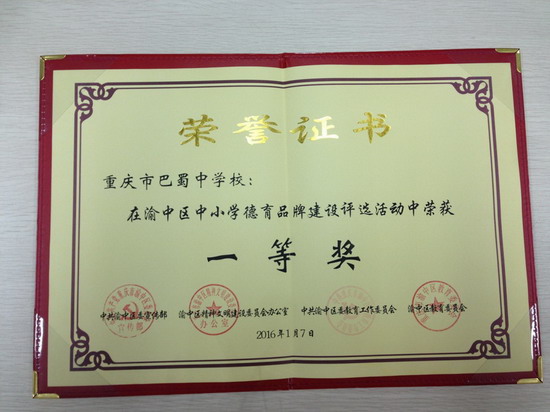 荣誉证书
重庆市巴蜀中学校：
在渝中区中小学德育品牌建设评选活动中荣获
一等奖
中共渝中区委宣传部 渝中区精神文明建设委员会办公室 中共渝中区委教育工作委员会 渝中区教育委员会
2016年1月7日